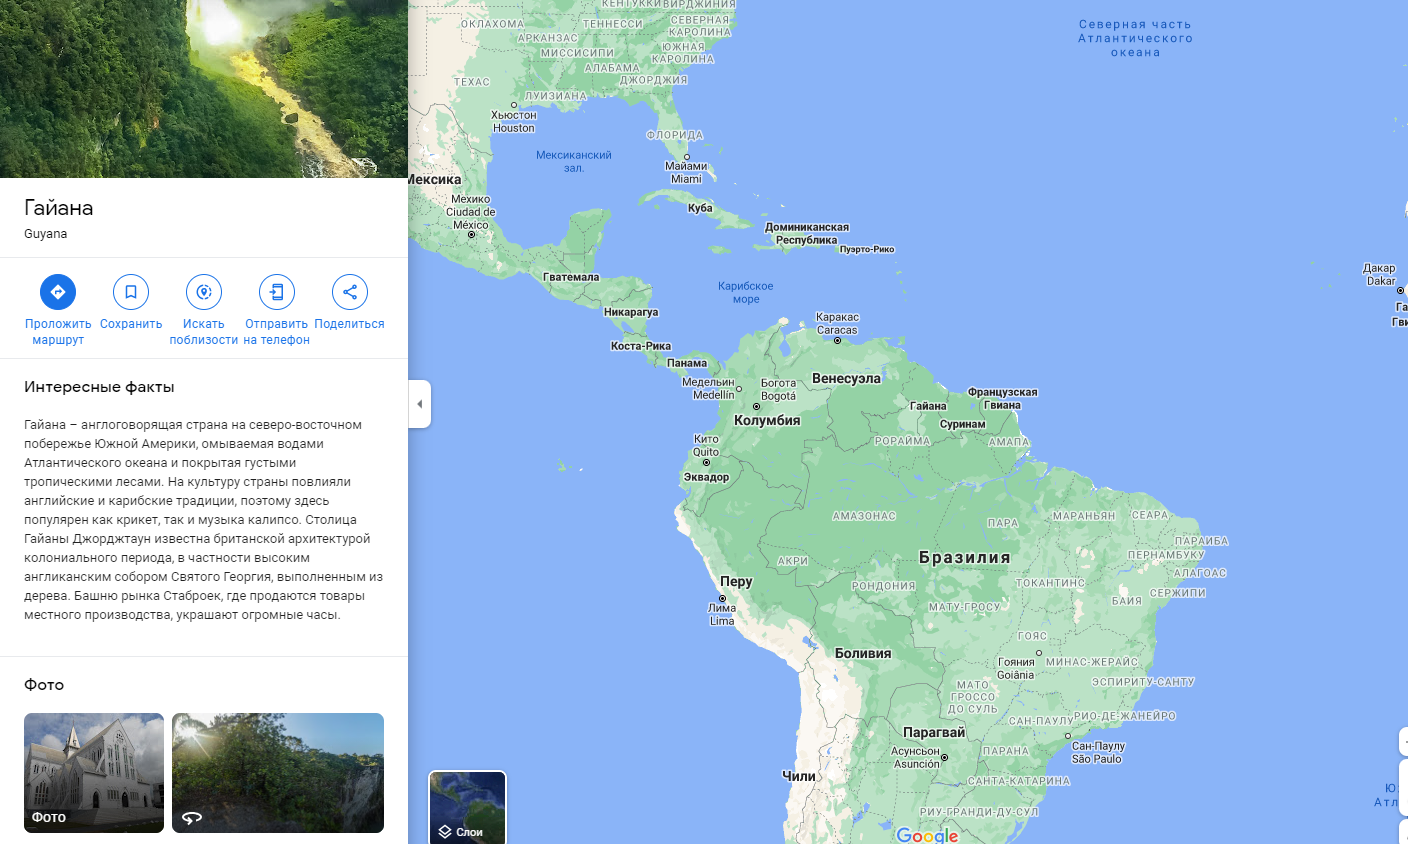 Гайана
Guyana
Проложить
маршрут
Сохранить
Искать
поблизости
Отправить
на телефон
Поделиться
Интересные факты
Гайана – англоговорящая страна на северо-восточном
побережье Южной Америки, омываемая водами
Атлантического океана и покрытая густыми
тропическими лесами. На культуру страны повлияли
английские и карибские традиции, поэтому здесь
популярен как крикет, так и музыка калипсо. Столица
Гайаны Джорджтаун известна британской архитектурой
колониального периода, в частности высоким
англиканским собором Святого Георгия, выполненным из
дерева. Башню рынка Стаброек, где продаются товары
местного производства, украшают огромные часы.
Фото
Фото
КЕНТУККИ
ВИРДЖИНИЯ
ОКЛАХОМА
ТЕННЕССИ
СЕВЕРНАЯ
КАРОЛИНА
АРКАНЗАС
МИССИСИПИ
ЮЖНАЯ
КАРОЛИНА
АЛАБАМА
ТЕХАС
ДЖОРДЖИЯ
ЛУИЗИАНА
Хьюстон
Houston
ФЛОРИДА
Северная часть
Атлантического
океана
Мексиканский
зал.
Майами
Miami
Мексика
Мехико
Ciudad de
México
Куба
Доминиканская
Республика
Пуэрто-Рико
Гватемала
Карибское
море
Дакар
Dakar
Га
Гви
Никарагуа
Каракас
Caracas
Коста-Рика
Панама
Медельин
Medellín
Богота
Bogotá
Венесуэла
Колумбия
Гайана
Французская
Гвиана
Суринам
Кито
Quito
РОРАЙМА
АМАПА
Эквадор
АМАЗОНАС
ПАРА
МАРАНЬЯН
СЕАРА
ПАРАИБА
ПЕРНАМБУКУ
АКРИ
Бразилия
АЛАГОАС
Перу
РОНДОНИЯ
ТОКАНТИНС
СЕРЖИПИ
Лима
Lima
МАТУ-ГРОСУ
БАИЯ
ГОЯС
Боливия
Гояния
Goiânia
МИНАС-ЖЕРАЙС
МАТО
ГРОССО
ДО СУЛЬ
ЭСПИРИТУ-САНТУ
САН-ПАУЛУ
РИО-ДЕ-ЖАНЕЙРО
Парагвай
Асунсьон
Asunción
ПАРАНА
Сан-Паулу
São Paulo
Чили
САНТА-КАТАРИНА
Ю
Атл
РИУ-ГРАНДИ-ДУ-СУЛ
Слои
Google